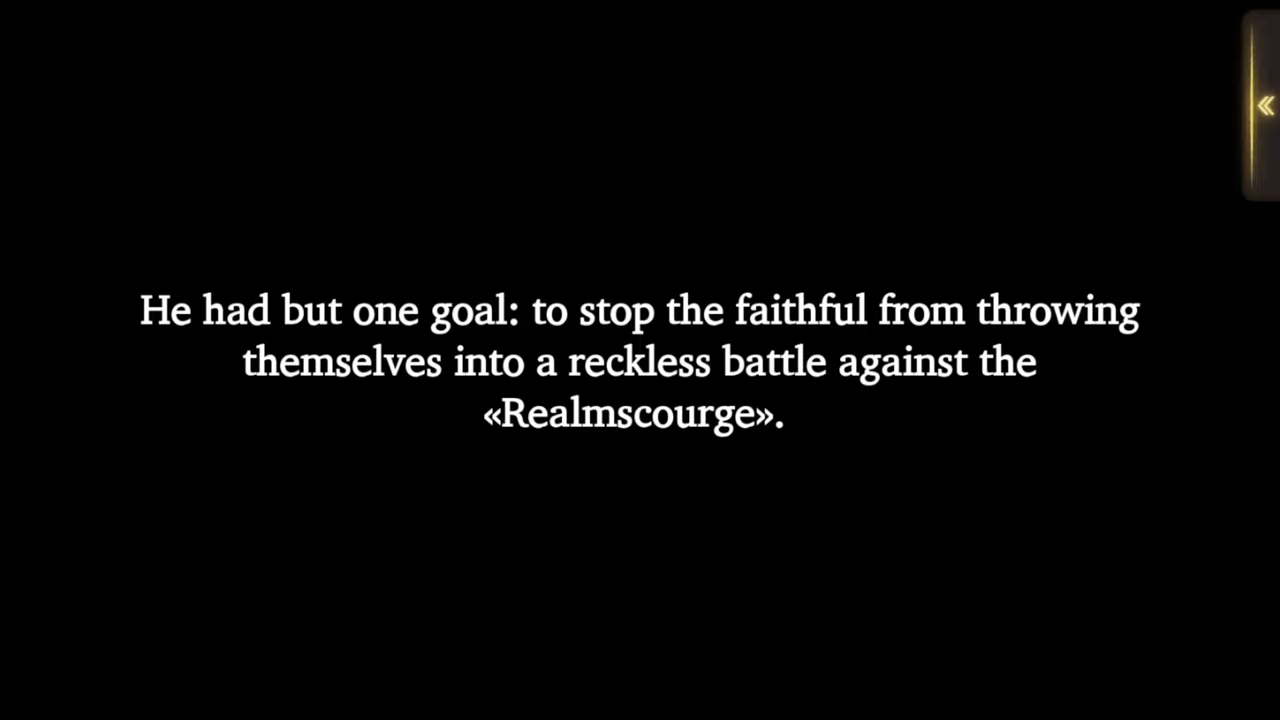 He had but one goal: to stop the faithful from throwing
themselves into a reckless battle against the
«Realmscourge».